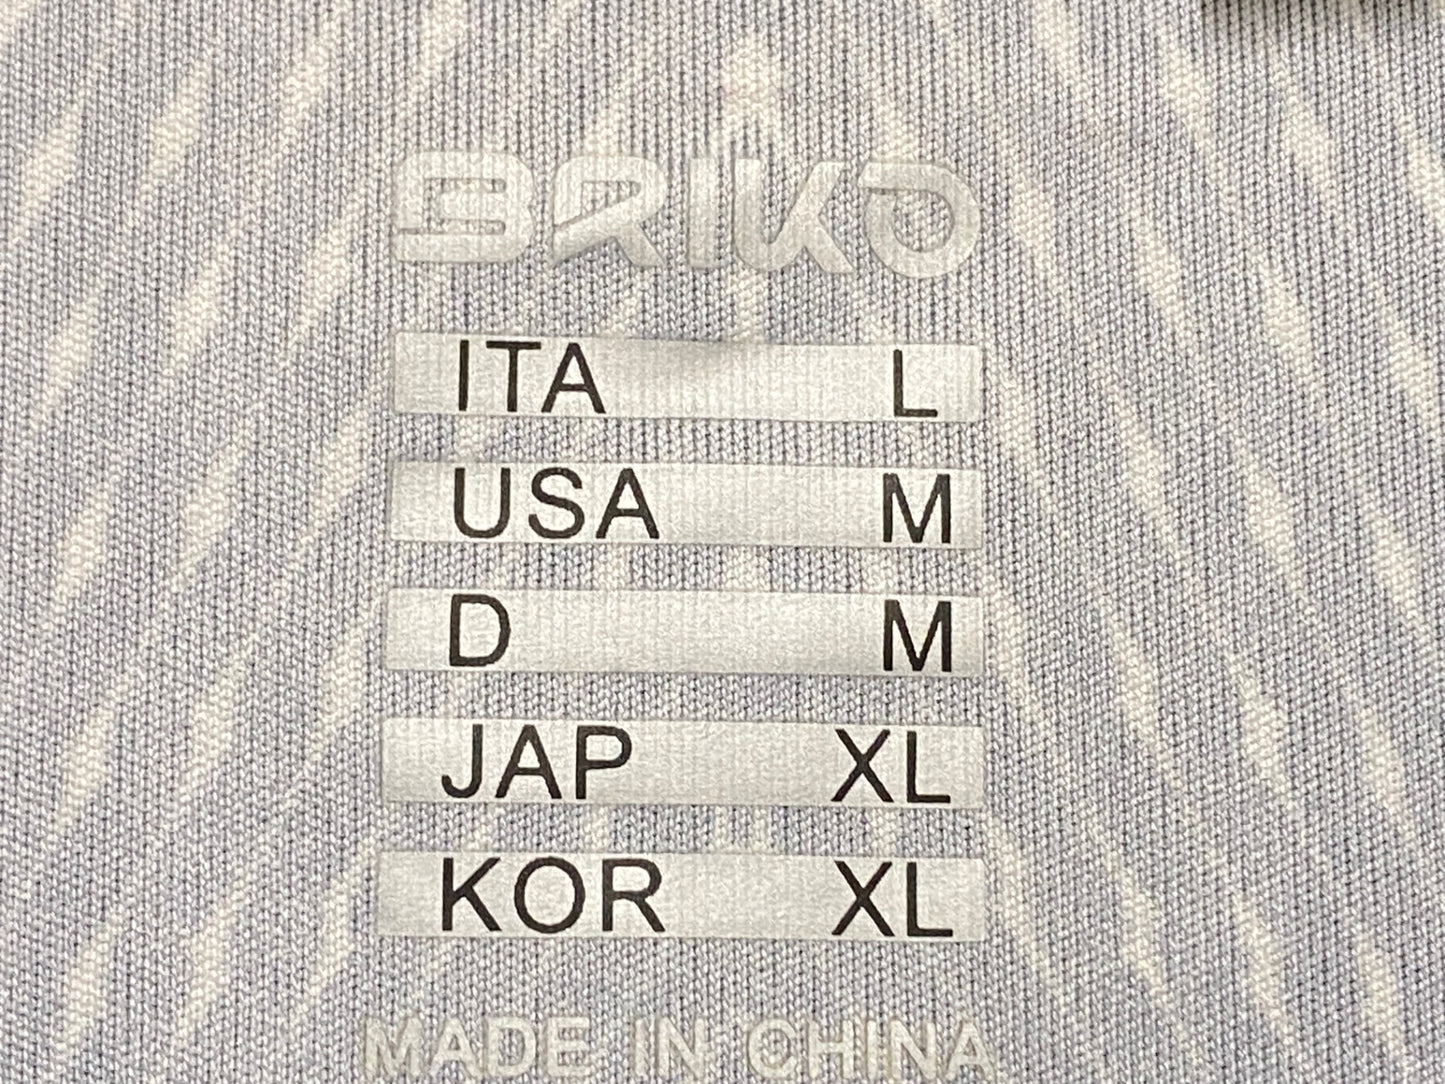 BRIKO
ITA L
USA M
D M
JAP XL
KOR XL
MADE IN CHINA